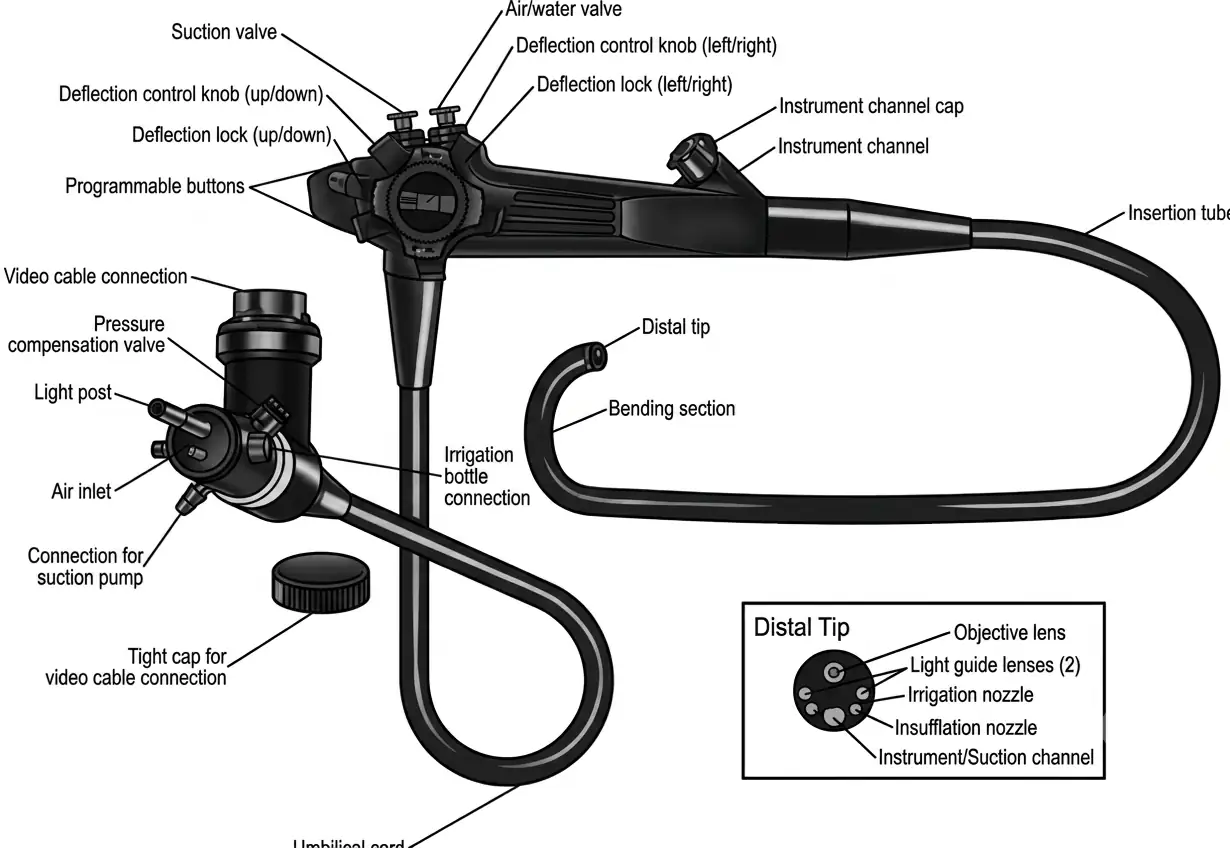 Air/water valve
Suction valve
Deflection control knob (left/right)
Deflection control knob (up/down)
Deflection lock (left/right)
Instrument channel cap
Deflection lock (up/down)
Instrument channel
Programmable buttons
Insertion tube
Video cable connection
Pressure
compensation valve
Distal tip
Light post
Bending section
Irrigation
bottle
connection
Air inlet
Connection for
suction pump
Tight cap for
video cable connection
Distal Tip
Objective lens
Light guide lenses (2)
Irrigation nozzle
Insufflation nozzle
Instrument/Suction channel
Umbilical cord